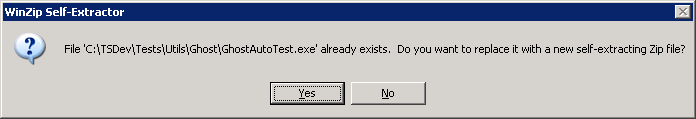 WinZip Self-Extractor
File 'C:\TSDev\Tests\Utils\Ghost\GhostAutoTest.exe' already exists.  Do you want to replace it with a new self-extracting Zip file?
Yes
No